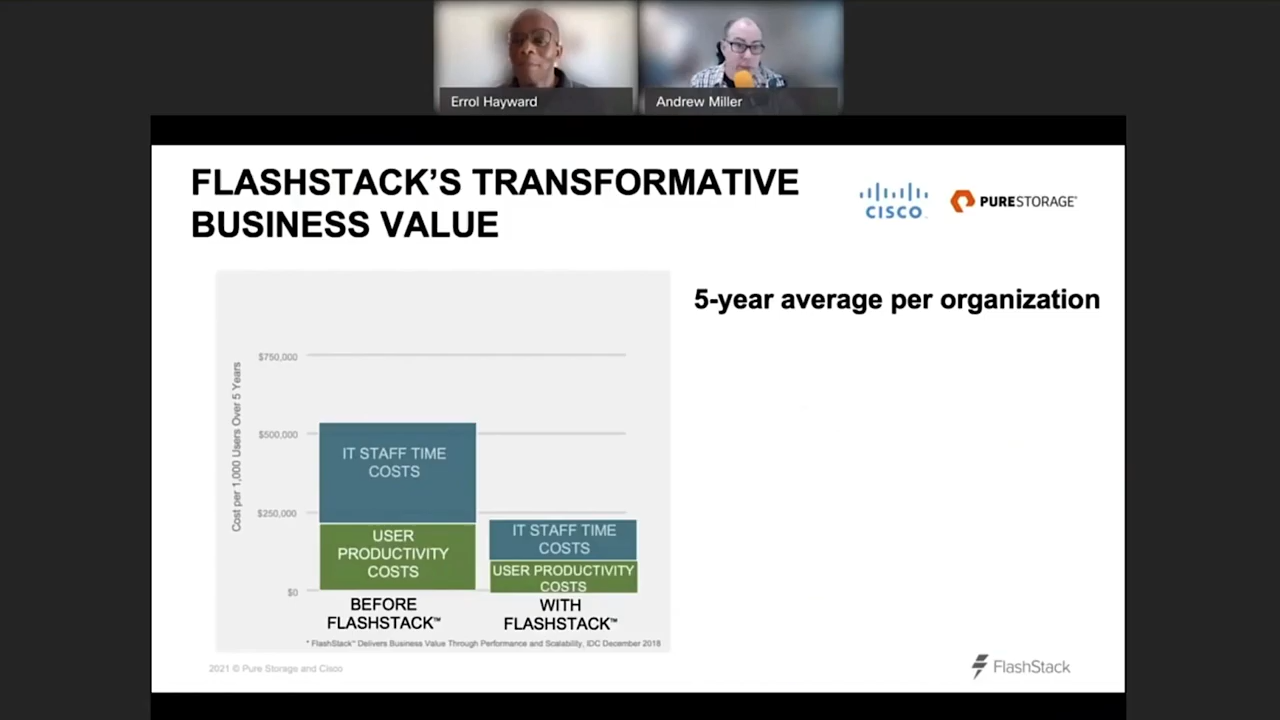 Errol Hayward
Andrew Miller
FLASHSTACK’S TRANSFORMATIVE
BUSINESS VALUE
CISCO
PURESTORAGE®
5-year average per organization
Cost per 1,000 Users Over 5 Years
$750,000
$500,000
$250,000
$0
IT STAFF TIME
COSTS
USER
PRODUCTIVITY
COSTS
IT STAFF TIME
COSTS
USER PRODUCTIVITY
COSTS
BEFORE
FLASHSTACK™
WITH
FLASHSTACK™
* FlashStack™ Delivers Business Value Through Performance and Scalability, IDC December 2018
2021 © Pure Storage and Cisco
FlashStack